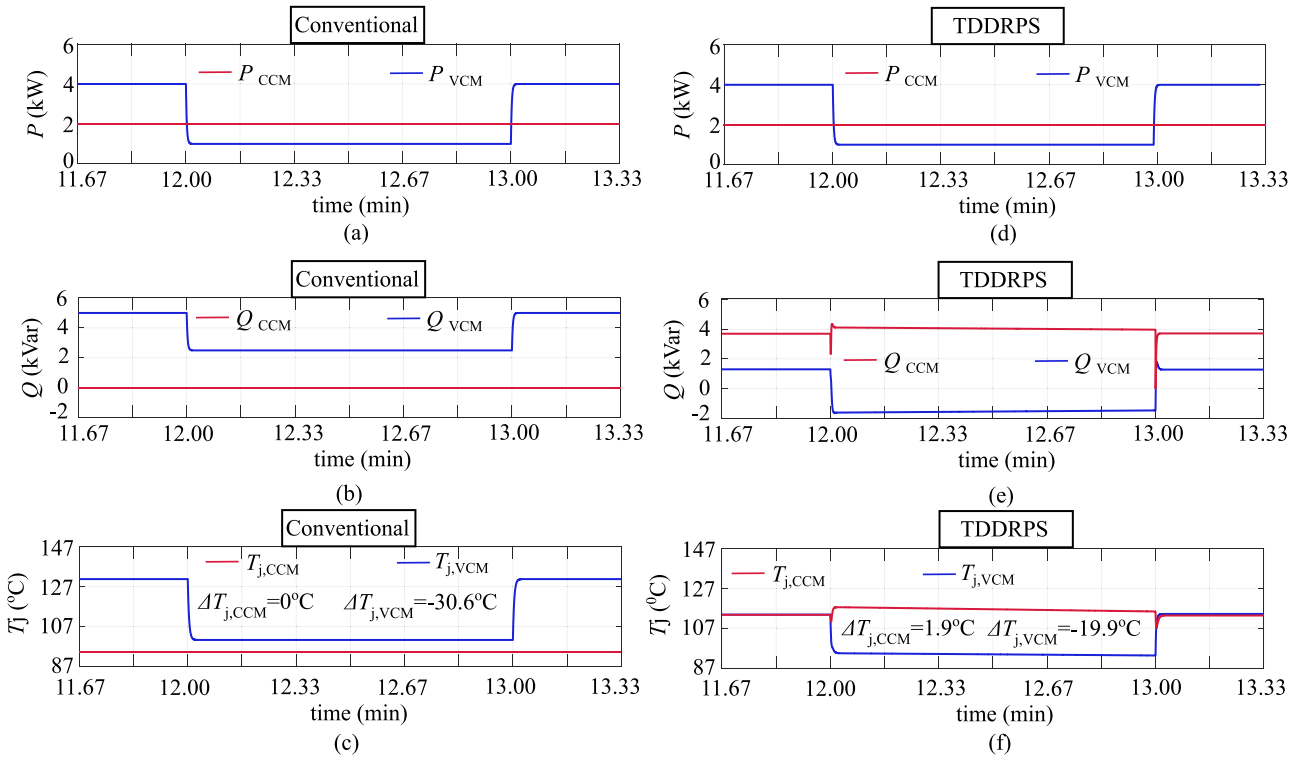 Conventional
6
4
2
0
P (kW)
P CCM
P VCM
11.67 12.00 12.33 12.67 13.00 13.33
time (min)
(a)
Conventional
6
4
2
0
-2
Q (kVar)
Q CCM
Q VCM
11.67 12.00 12.33 12.67 13.00 13.33
time (min)
(b)
Conventional
147
127
107
87
Tj (ºC)
Tj,CCM
Tj,VCM
ΔTj,CCM=0ºC ΔTj,VCM=-30.6ºC
11.67 12.00 12.33 12.67 13.00 13.33
time (min)
(c)
TDDRPS
6
4
2
0
P (kW)
P CCM
P VCM
11.67 12.00 12.33 12.67 13.00 13.33
time (min)
(d)
TDDRPS
6
4
2
0
-2
Q (kVar)
Q CCM
Q VCM
11.67 12.00 12.33 12.67 13.00 13.33
time (min)
(e)
TDDRPS
147
127
107
87
Tj (⁰C)
Tj,CCM
Tj,VCM
ΔTj,CCM=1.9ºC ΔTj,VCM=-19.9ºC
11.67 12.00 12.33 12.67 13.00 13.33
time (min)
(f)